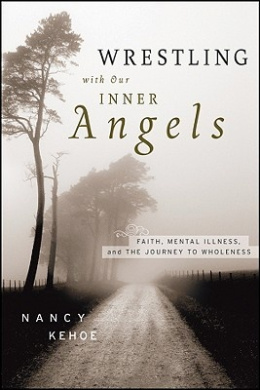 WRESTLING
with Our
INNER
Angels
FAITH, MENTAL ILLNESS,
and THE JOURNEY TO WHOLENESS
NANCY
KEHOE